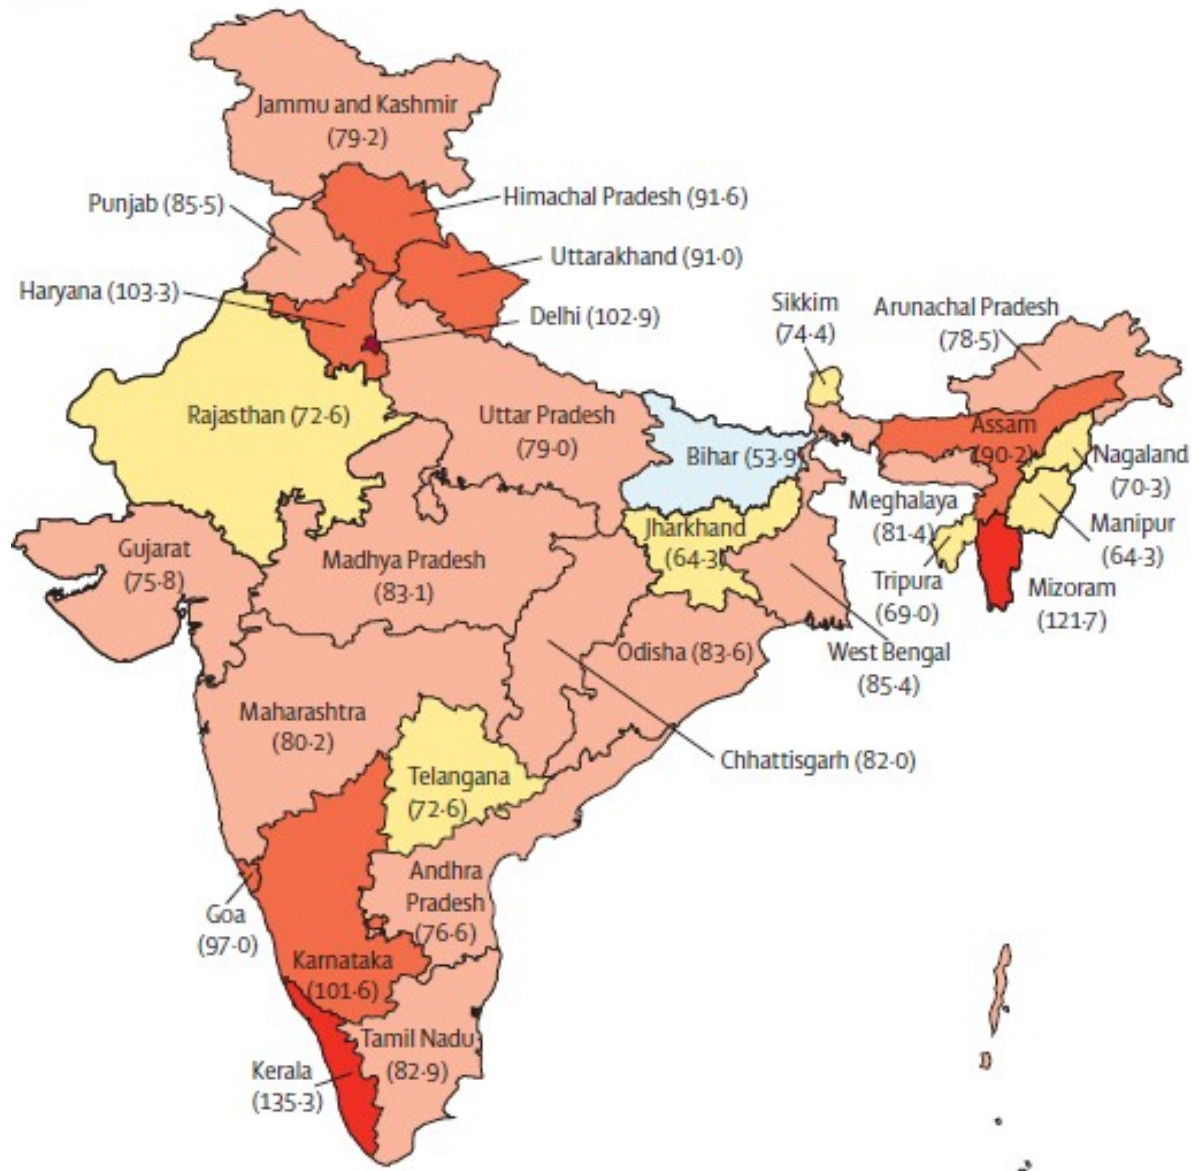 Jammu and Kashmir
(79·2)
Punjab (85·5)
Himachal Pradesh (91·6)
Uttarakhand (91·0)
Haryana (103·3)
Delhi (102·9)
Sikkim
(74·4)
Arunachal Pradesh
(78·5)
Rajasthan (72·6)
Uttar Pradesh
(79·0)
Bihar (53·9
Assam
(90·2)
Nagaland
(70·3)
Meghalaya
(81·4)
Manipur
(64·3)
Jharkhand
(64·3)
Gujarat
(75·8)
Madhya Pradesh
(83·1)
Tripura
(69·0)
Mizoram
(121·7)
Odisha (83·6)
West Bengal
(85·4)
Maharashtra
(80·2)
Chhattisgarh (82·0)
Telangana
(72·6)
Andhra
Pradesh
(76·6)
Goa
(97·0)
Karnataka
(101·6)
Tamil Nadu
(82·9)
Kerala
(135·3)